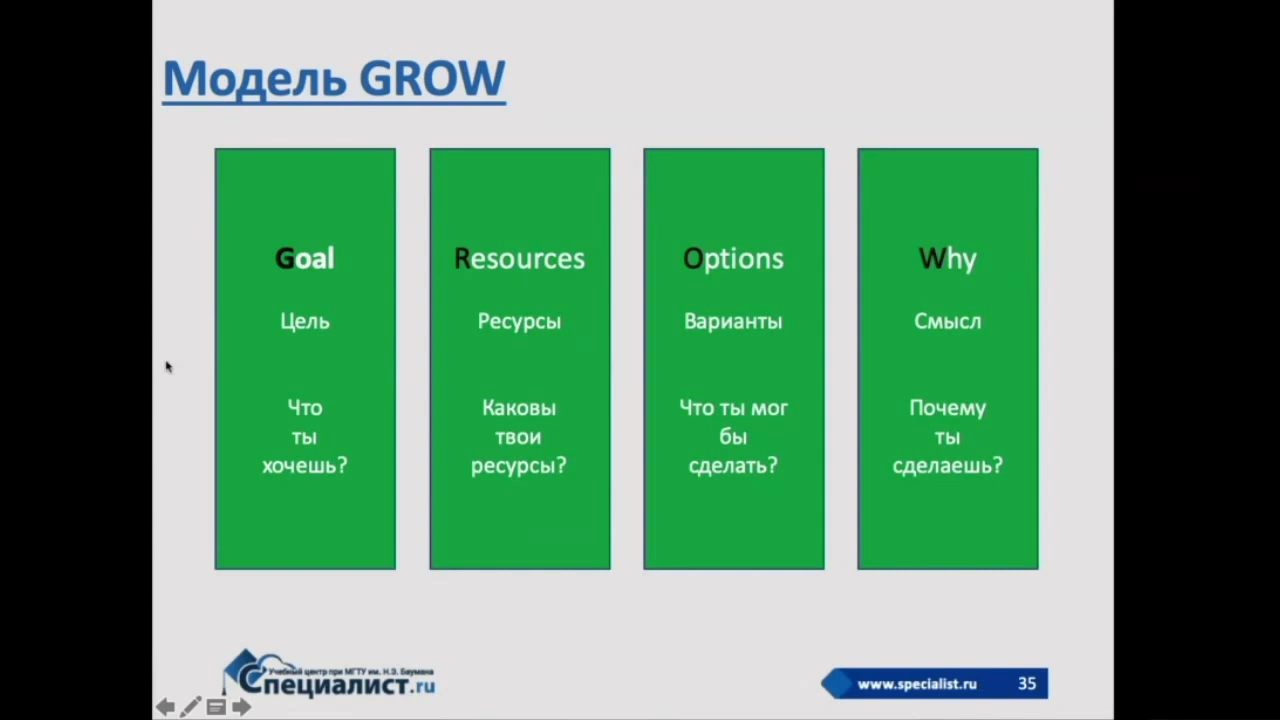 Модель GROW
Goal
Цель
Что
ты
хочешь?
Resources
Ресурсы
Каковы
твои
ресурсы?
Options
Варианты
Что ты мог
бы
сделать?
Why
Смысл
Почему
ты
сделаешь?
Учебный центр при МГТУ им. Н.Э. Баумана
Специалист.ru
www.specialist.ru 35